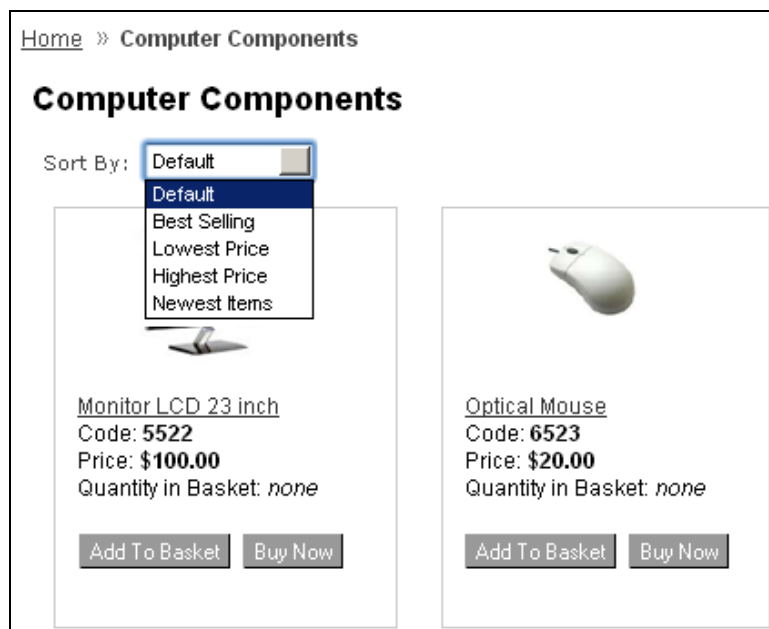 Home » Computer Components
Computer Components
Sort By: Default
Default
Best Selling
Lowest Price
Highest Price
Newest Items
Monitor LCD 23 inch
Code: 5522
Price: $100.00
Quantity in Basket: none
Add To Basket Buy Now
Optical Mouse
Code: 6523
Price: $20.00
Quantity in Basket: none
Add To Basket Buy Now